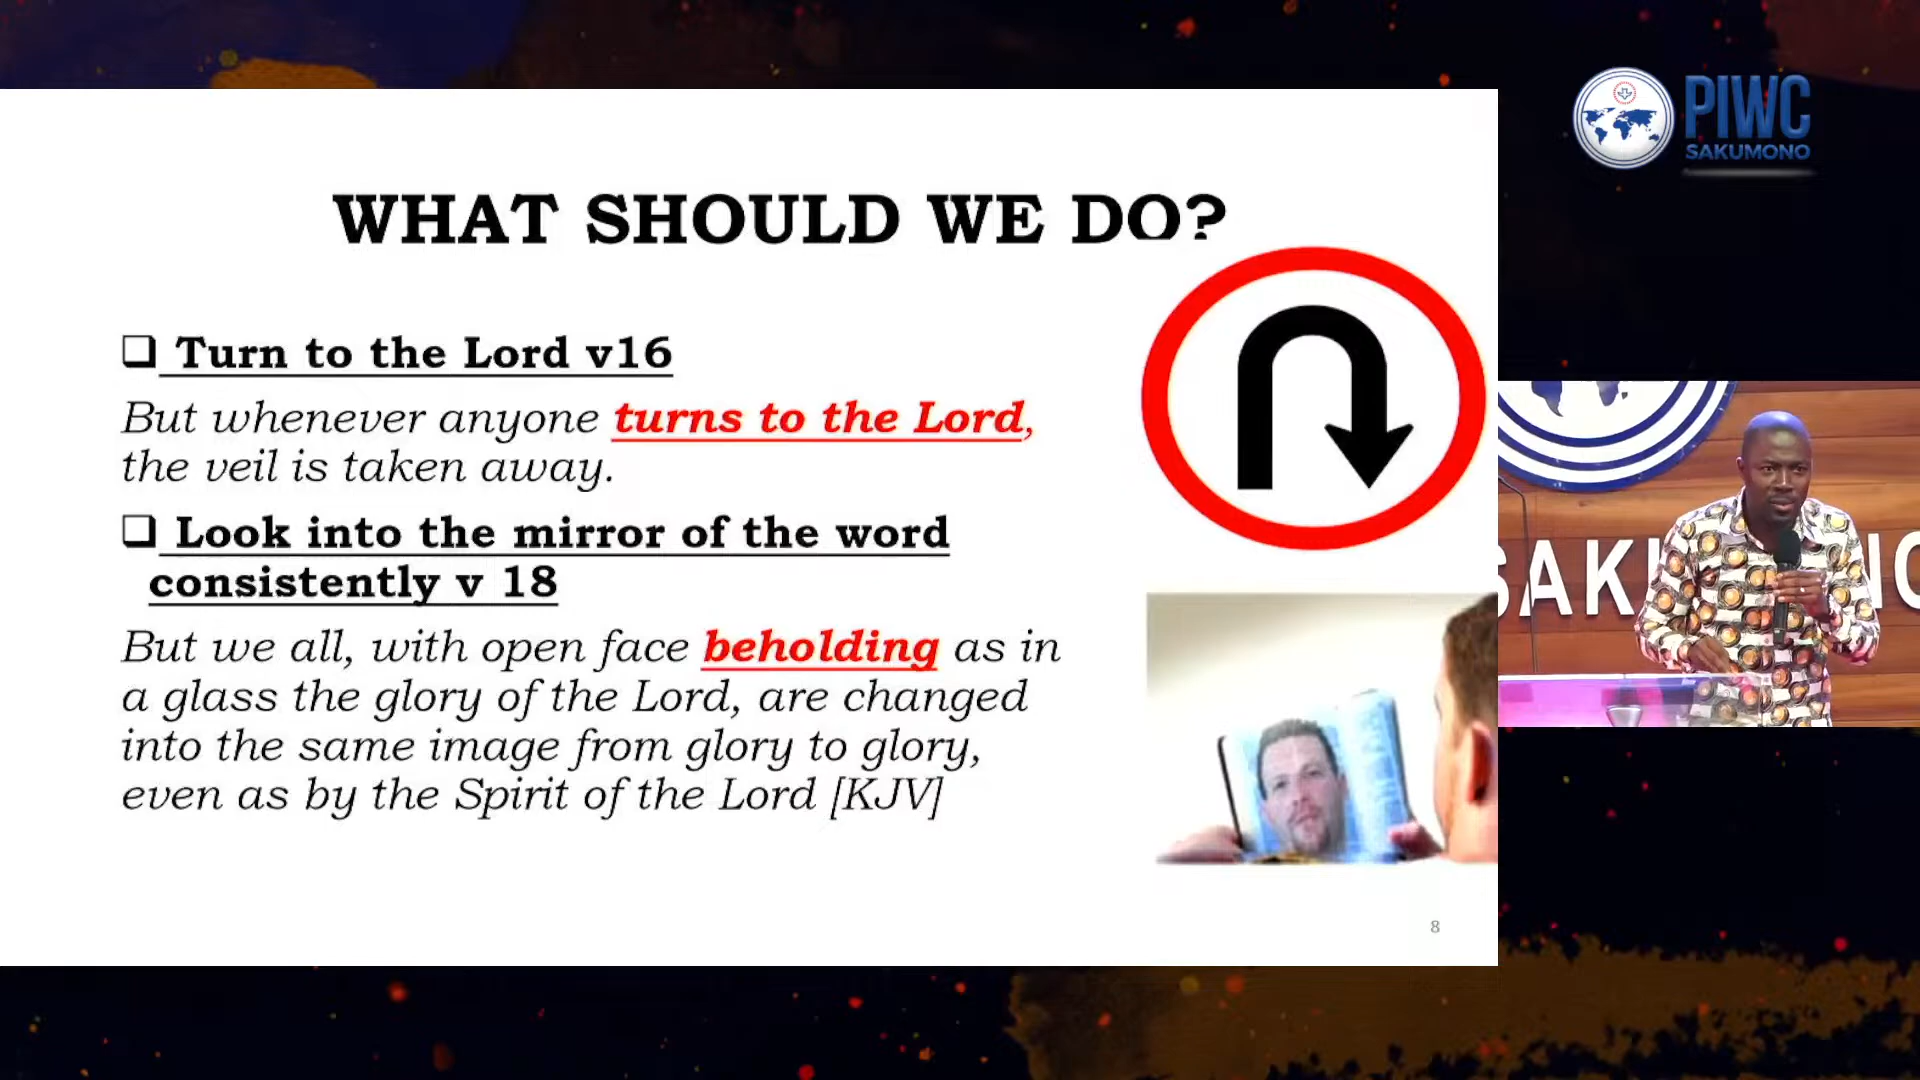 WHAT SHOULD WE DO?
Turn to the Lord v16
But whenever anyone turns to the Lord,
the veil is taken away.
Look into the mirror of the word
consistently v 18
But we all, with open face beholding as in
a glass the glory of the Lord, are changed
into the same image from glory to glory,
even as by the Spirit of the Lord [KJV]
8
PIWC
SAKUMONO